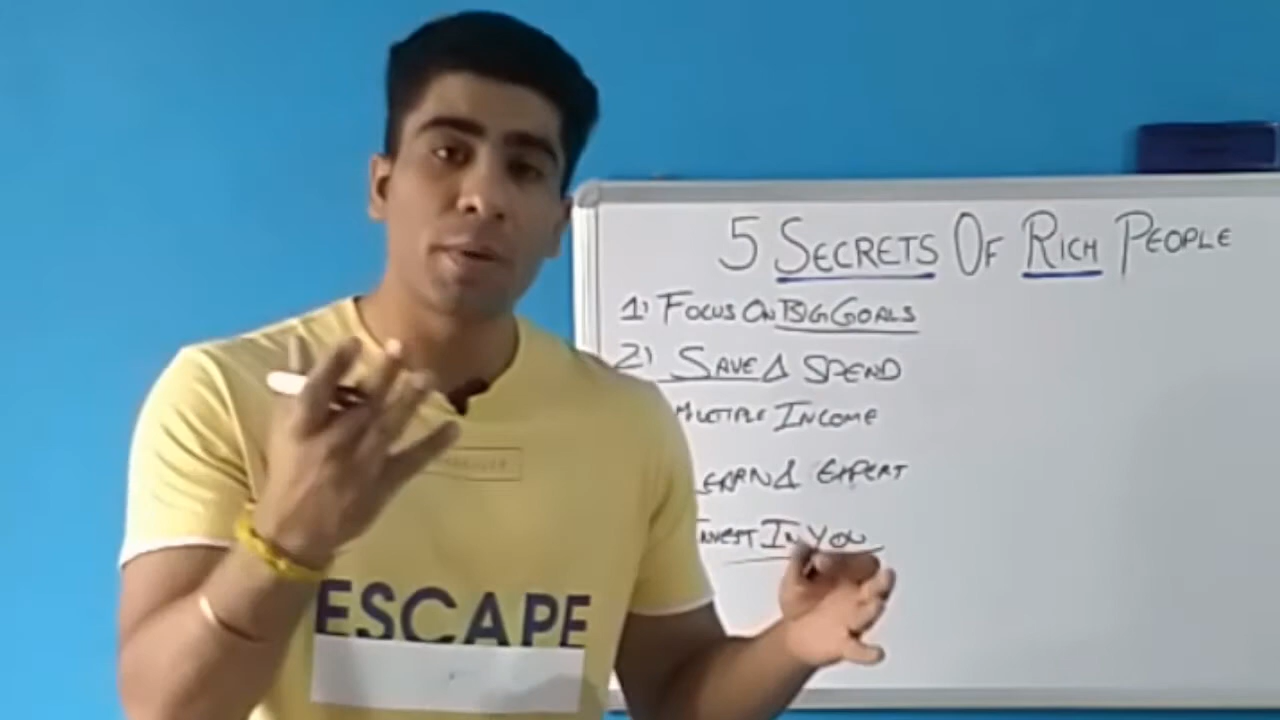 5 SECRETS OF RICH PEOPLE
1) FOCUS ON BIG GOALS
2) SAVE & SPEND
MULTIPLE INCOME
LEARN & EXPERT
INVEST IN YOU
ESCAPE